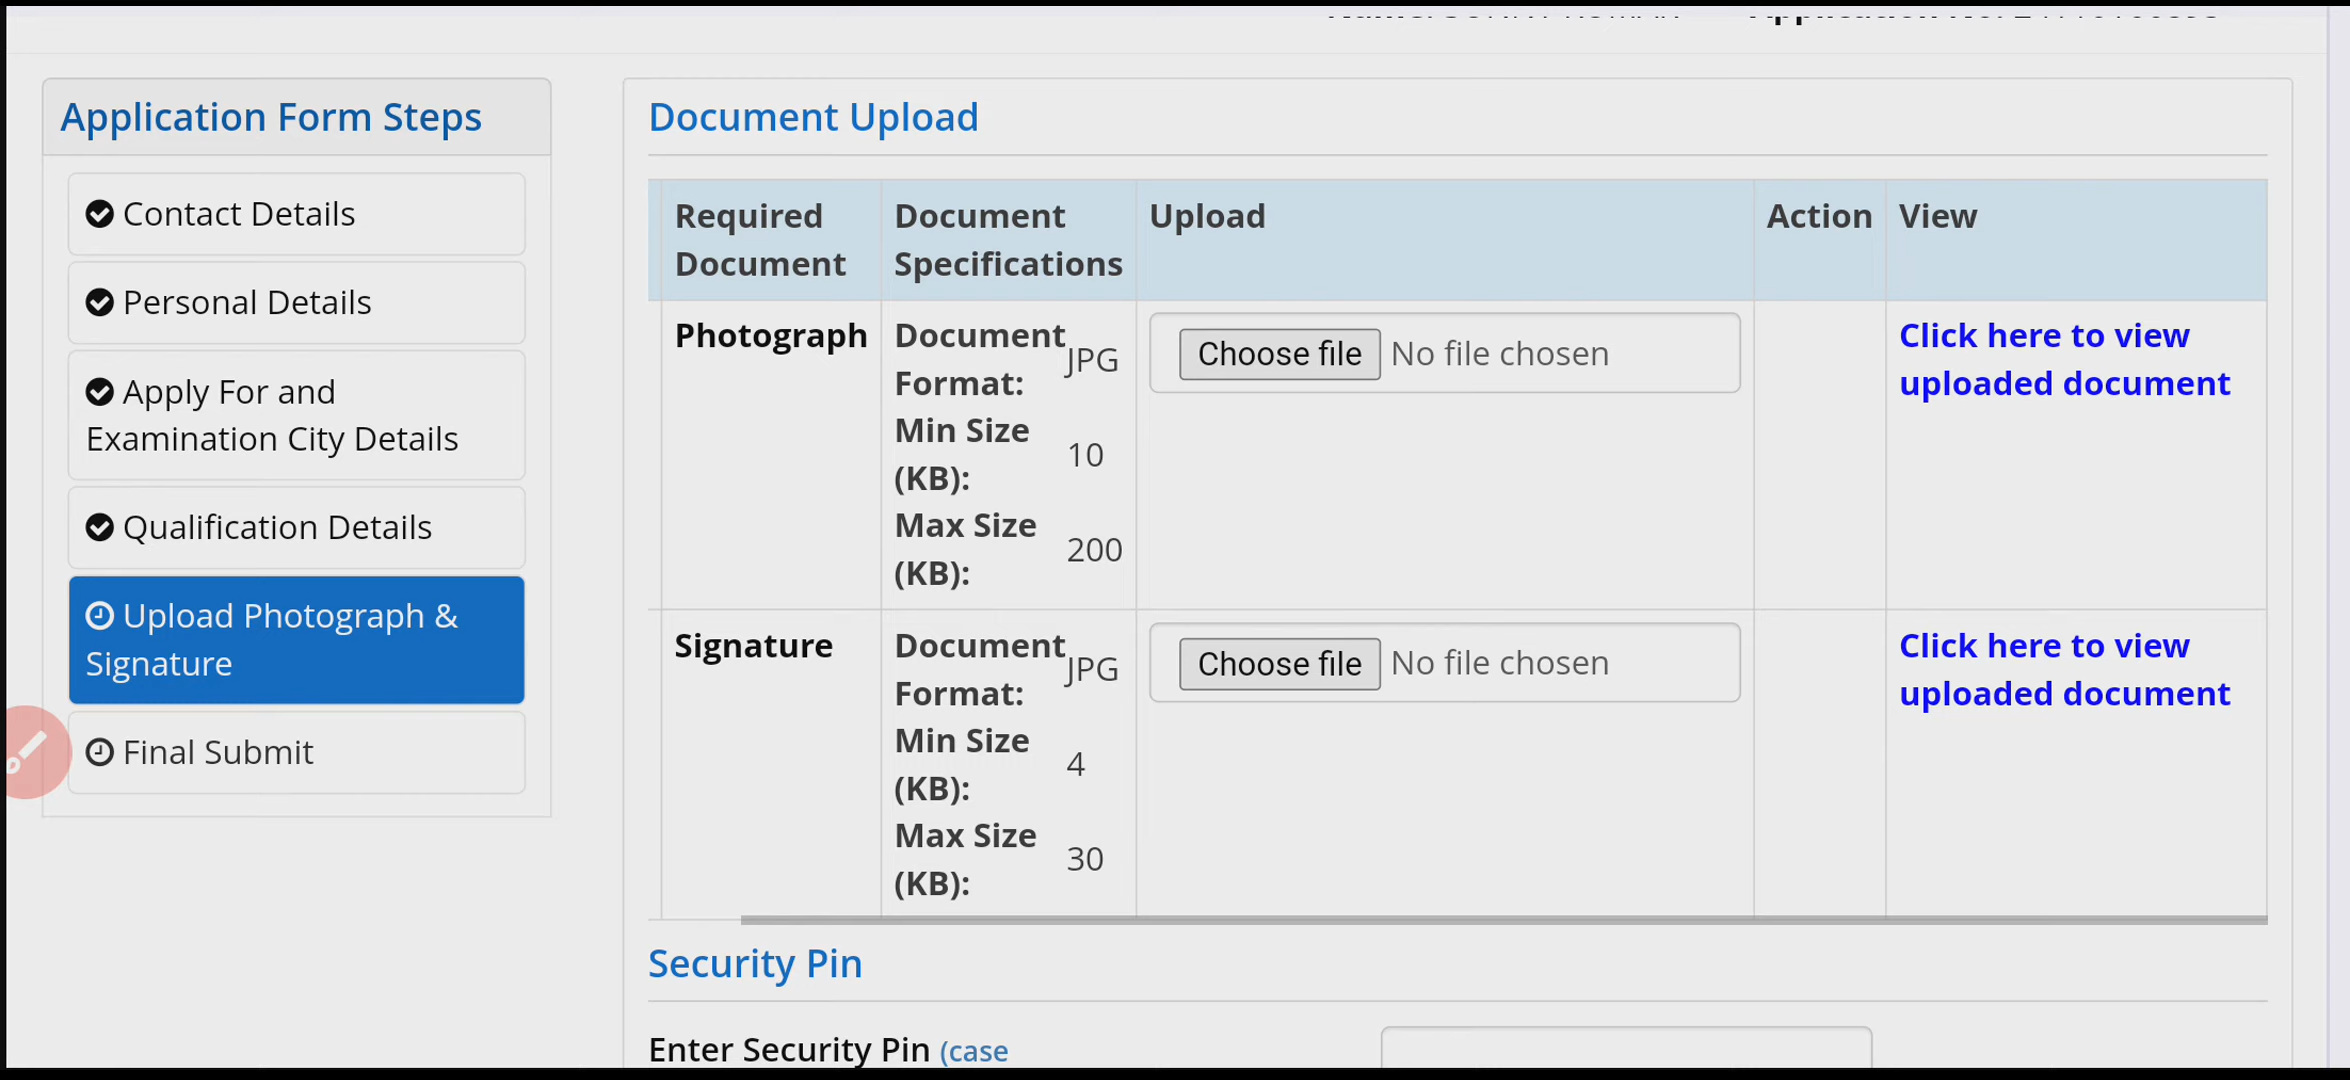 Application Form Steps
Contact Details
Personal Details
Apply For and
Examination City Details
Qualification Details
Upload Photograph &
Signature
Final Submit
Document Upload
Required Document
Document Specifications
Upload
Action
View
Photograph
Document Format: JPG
Min Size (KB): 10
Max Size (KB): 200
Choose file No file chosen
Click here to view
uploaded document
Signature
Document Format: JPG
Min Size (KB): 4
Max Size (KB): 30
Choose file No file chosen
Click here to view
uploaded document
Security Pin
Enter Security Pin (case